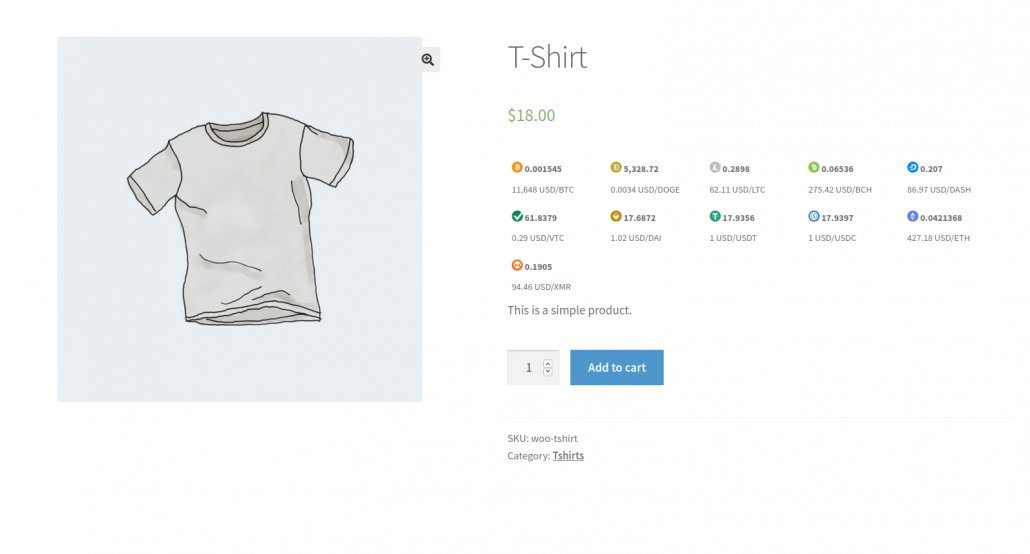 T-Shirt
$18.00
0.001545 5,328.72 0.2898 0.06536 0.207
11,648 USD/BTC 0.0034 USD/DOGE 62.11 USD/LTC 275.42 USD/BCH 86.97 USD/DASH
61.8379 17.6872 17.9356 17.9397 0.0421368
0.29 USD/VTC 1.02 USD/DAI 1 USD/USDT 1 USD/USDC 427.18 USD/ETH
0.1905
94.46 USD/XMR
This is a simple product.
1 Add to cart
SKU: woo-tshirt
Category: Tshirts